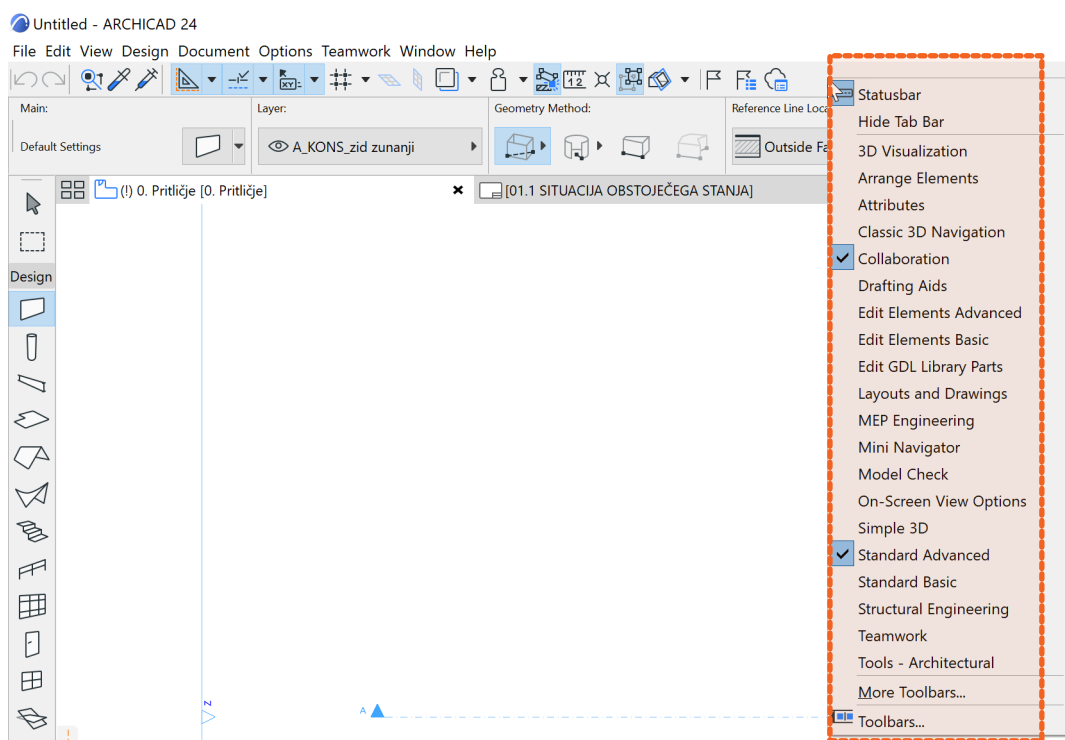 Untitled - ARCHICAD 24
File Edit View Design Document Options Teamwork Window Help
Main:
Layer:
Geometry Method:
Reference Line Loca
Default Settings
A_KONS_zid zunanji
Outside Fa
(!) 0. Pritličje [0. Pritličje]
[01.1 SITUACIJA OBSTOJEČEGA STANJA]
Design
Statusbar
Hide Tab Bar
3D Visualization
Arrange Elements
Attributes
Classic 3D Navigation
Collaboration
Drafting Aids
Edit Elements Advanced
Edit Elements Basic
Edit GDL Library Parts
Layouts and Drawings
MEP Engineering
Mini Navigator
Model Check
On-Screen View Options
Simple 3D
Standard Advanced
Standard Basic
Structural Engineering
Teamwork
Tools - Architectural
More Toolbars...
Toolbars...
A